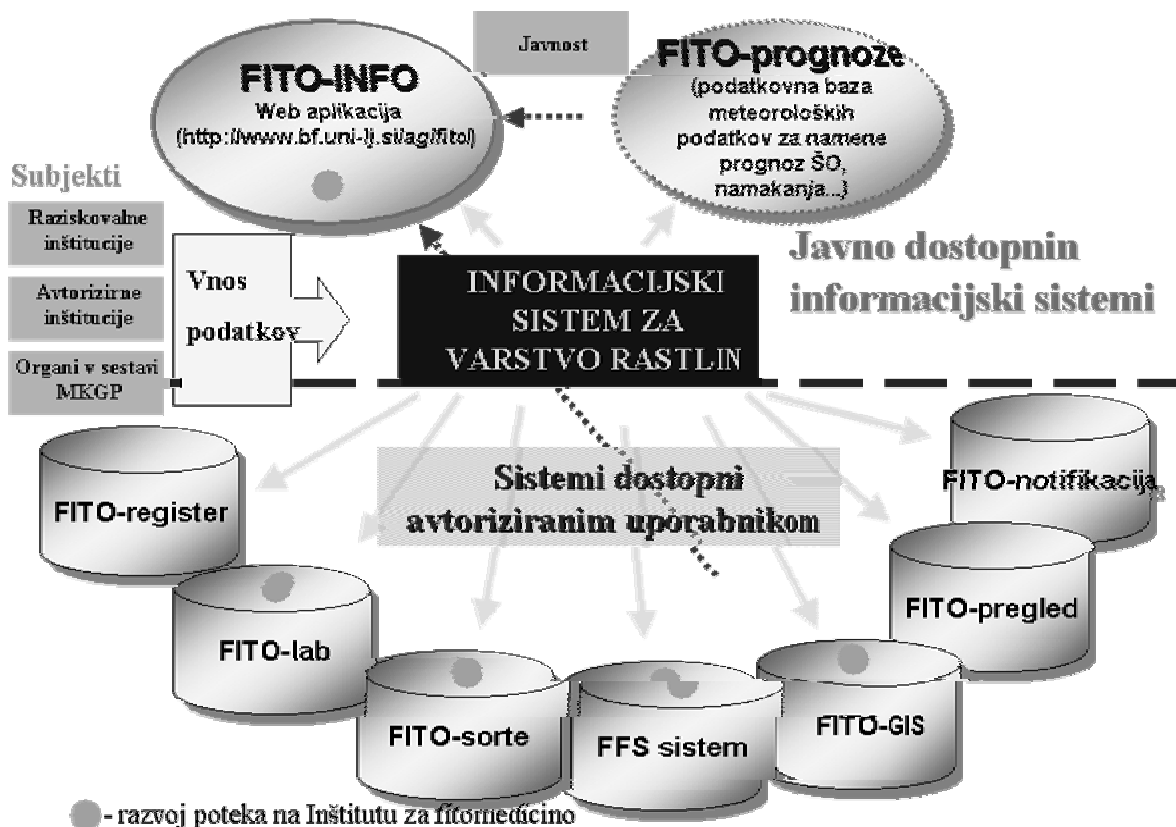 Javnost
FITO-INFO
Web aplikacija
(http://www.bf.uni-lj.si/ag/fito/)
FITO-prognoze
(podatkovna baza
meteoroloških
podatkov za namene
prognoz ŠO,
namakanja...)
Subjekti
Raziskovalne
inštitucije
Avtorizirne
inštitucije
Organi v sestavi
MKGP
Vnos
podatkov
INFORMACIJSKI
SISTEM ZA
VARSTVO RASTLIN
Javno dostopnin
informacijski sistemi
Sistemi dostopni
avtoriziranim uporabnikom
FITO-register
FITO-lab
FITO-sorte
FFS sistem
FITO-GIS
FITO-pregled
FITO-notifikacija
- razvoj poteka na Inštitutu za fitomedicino